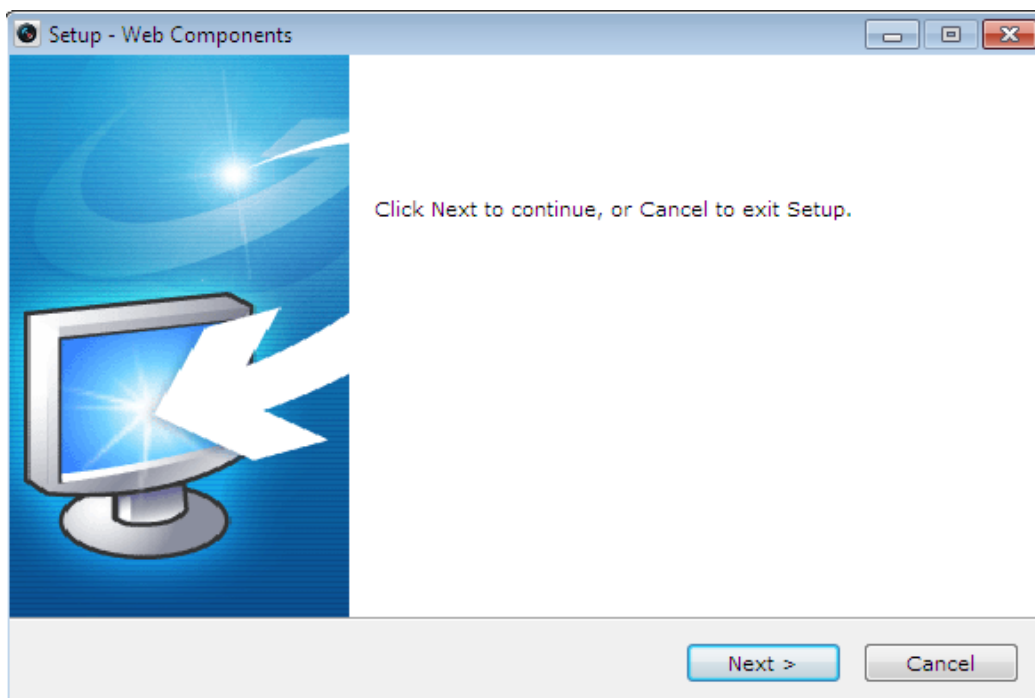 Setup - Web Components
Click Next to continue, or Cancel to exit Setup.
Next >
Cancel